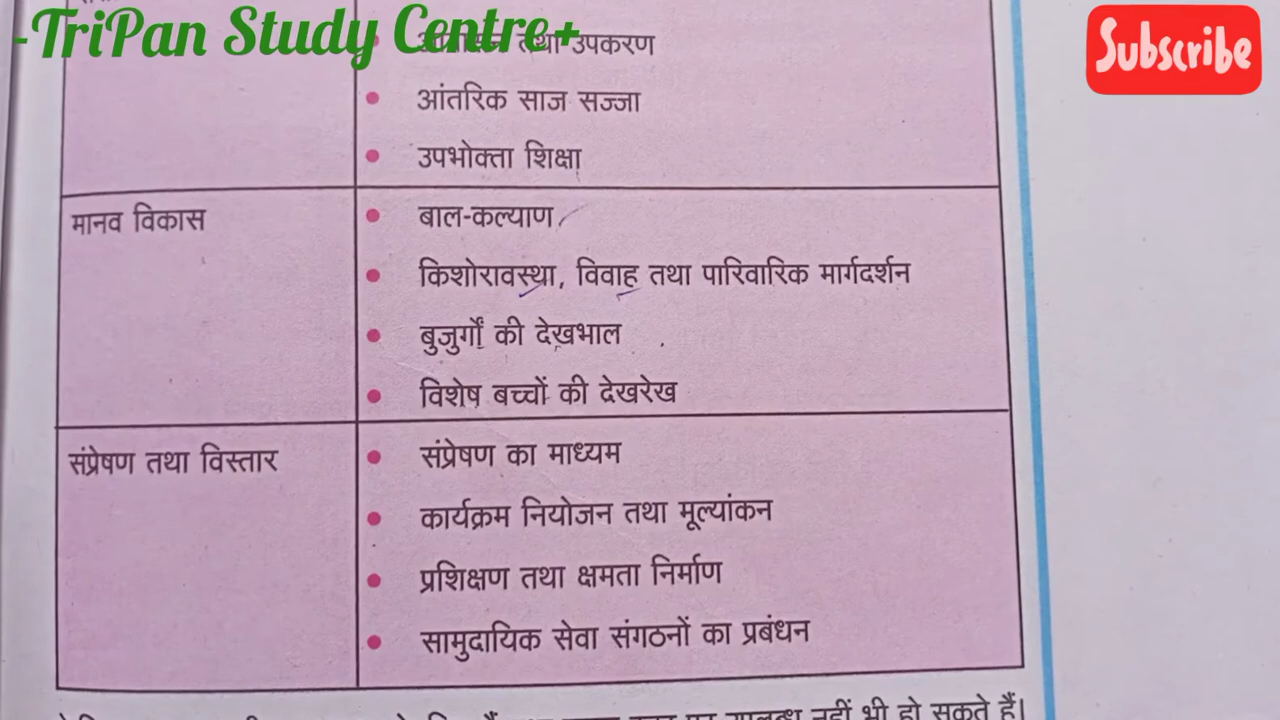 -TriPan Study Centre+
Subscribe
तथा उपकरण
आंतरिक साज सज्जा
उपभोक्ता शिक्षा
मानव विकास
बाल-कल्याण
किशोरावस्था, विवाह तथा पारिवारिक मार्गदर्शन
बुजुर्गों की देखभाल
विशेष बच्चों की देखरेख
संप्रेषण तथा विस्तार
संप्रेषण का माध्यम
कार्यक्रम नियोजन तथा मूल्यांकन
प्रशिक्षण तथा क्षमता निर्माण
सामुदायिक सेवा संगठनों का प्रबंधन
नहीं भी हो सकते हैं।